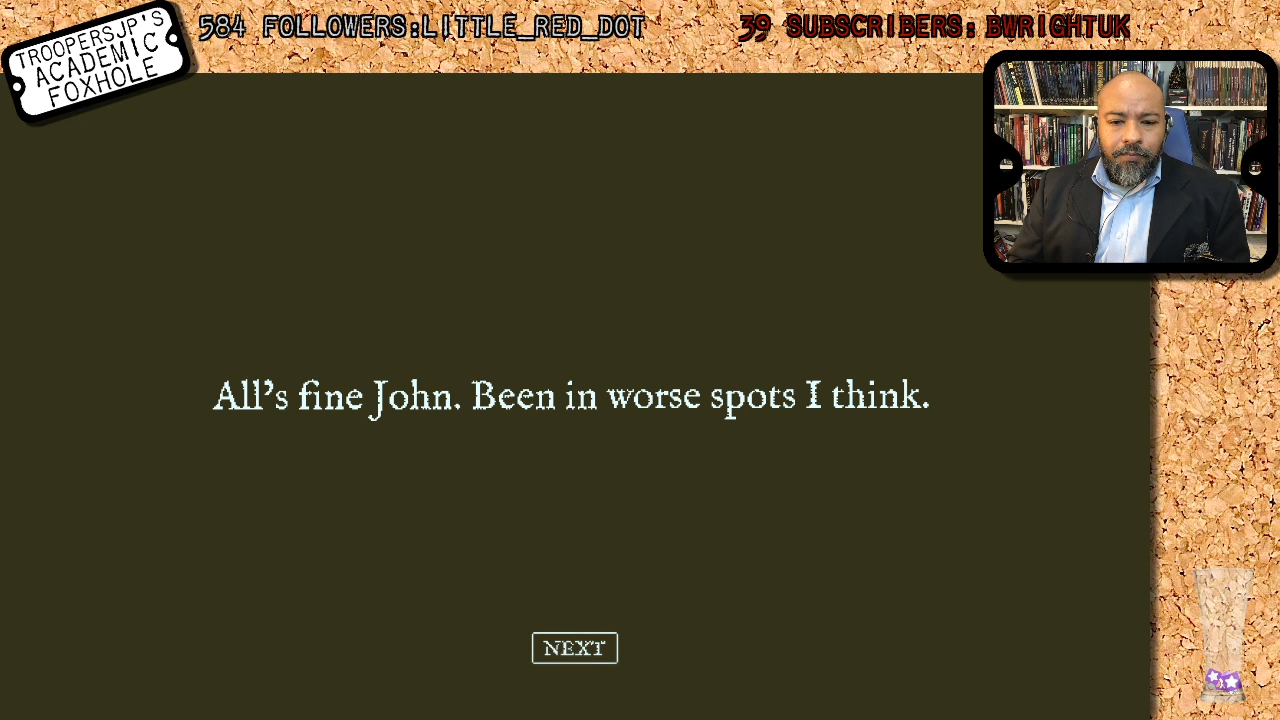 TROOPERSJP'S
ACADEMIC
FOXHOLE
584 FOLLOWERS:LITTLE_RED_DOT
39 SUBSCRIBERS: BWRIGHTUK
All's fine John. Been in worse spots I think.
NEXT